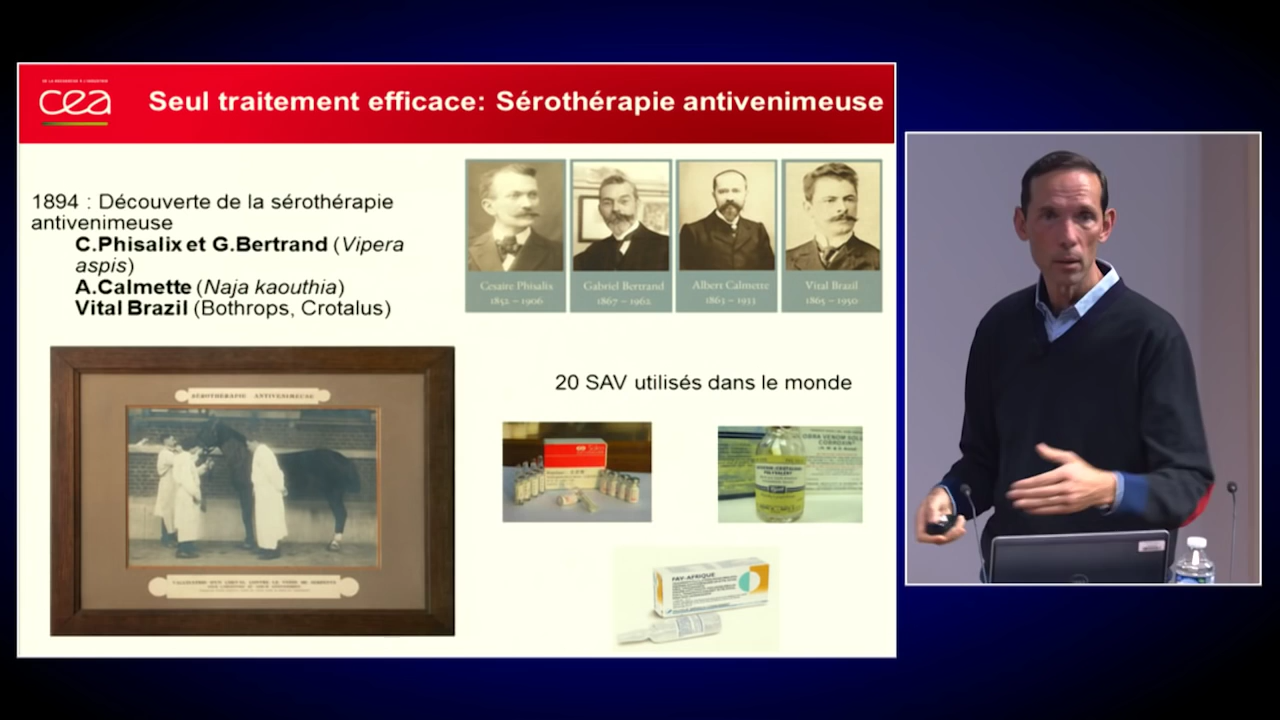 DE LA RECHERCHE À L'INDUSTRIE
cea
Seul traitement efficace: Sérothérapie antivenimeuse
1894 : Découverte de la sérothérapie
antivenimeuse
C.Phisalix et G.Bertrand (Vipera
aspis)
A.Calmette (Naja kaouthia)
Vital Brazil (Bothrops, Crotalus)
Cesaire Phisalix
1852 – 1906
Gabriel Bertrand
1867 – 1962
Albert Calmette
1863 – 1933
Vital Brazil
1865 – 1950
SÉROTHÉRAPIE ANTIVENIMEUSE
20 SAV utilisés dans le monde
FAV-AFRIQUE